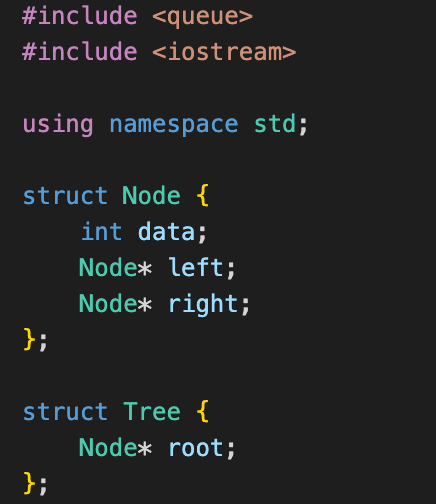 #include <queue>
#include <iostream>

using namespace std;

struct Node {
    int data;
    Node* left;
    Node* right;
};

struct Tree {
    Node* root;
};